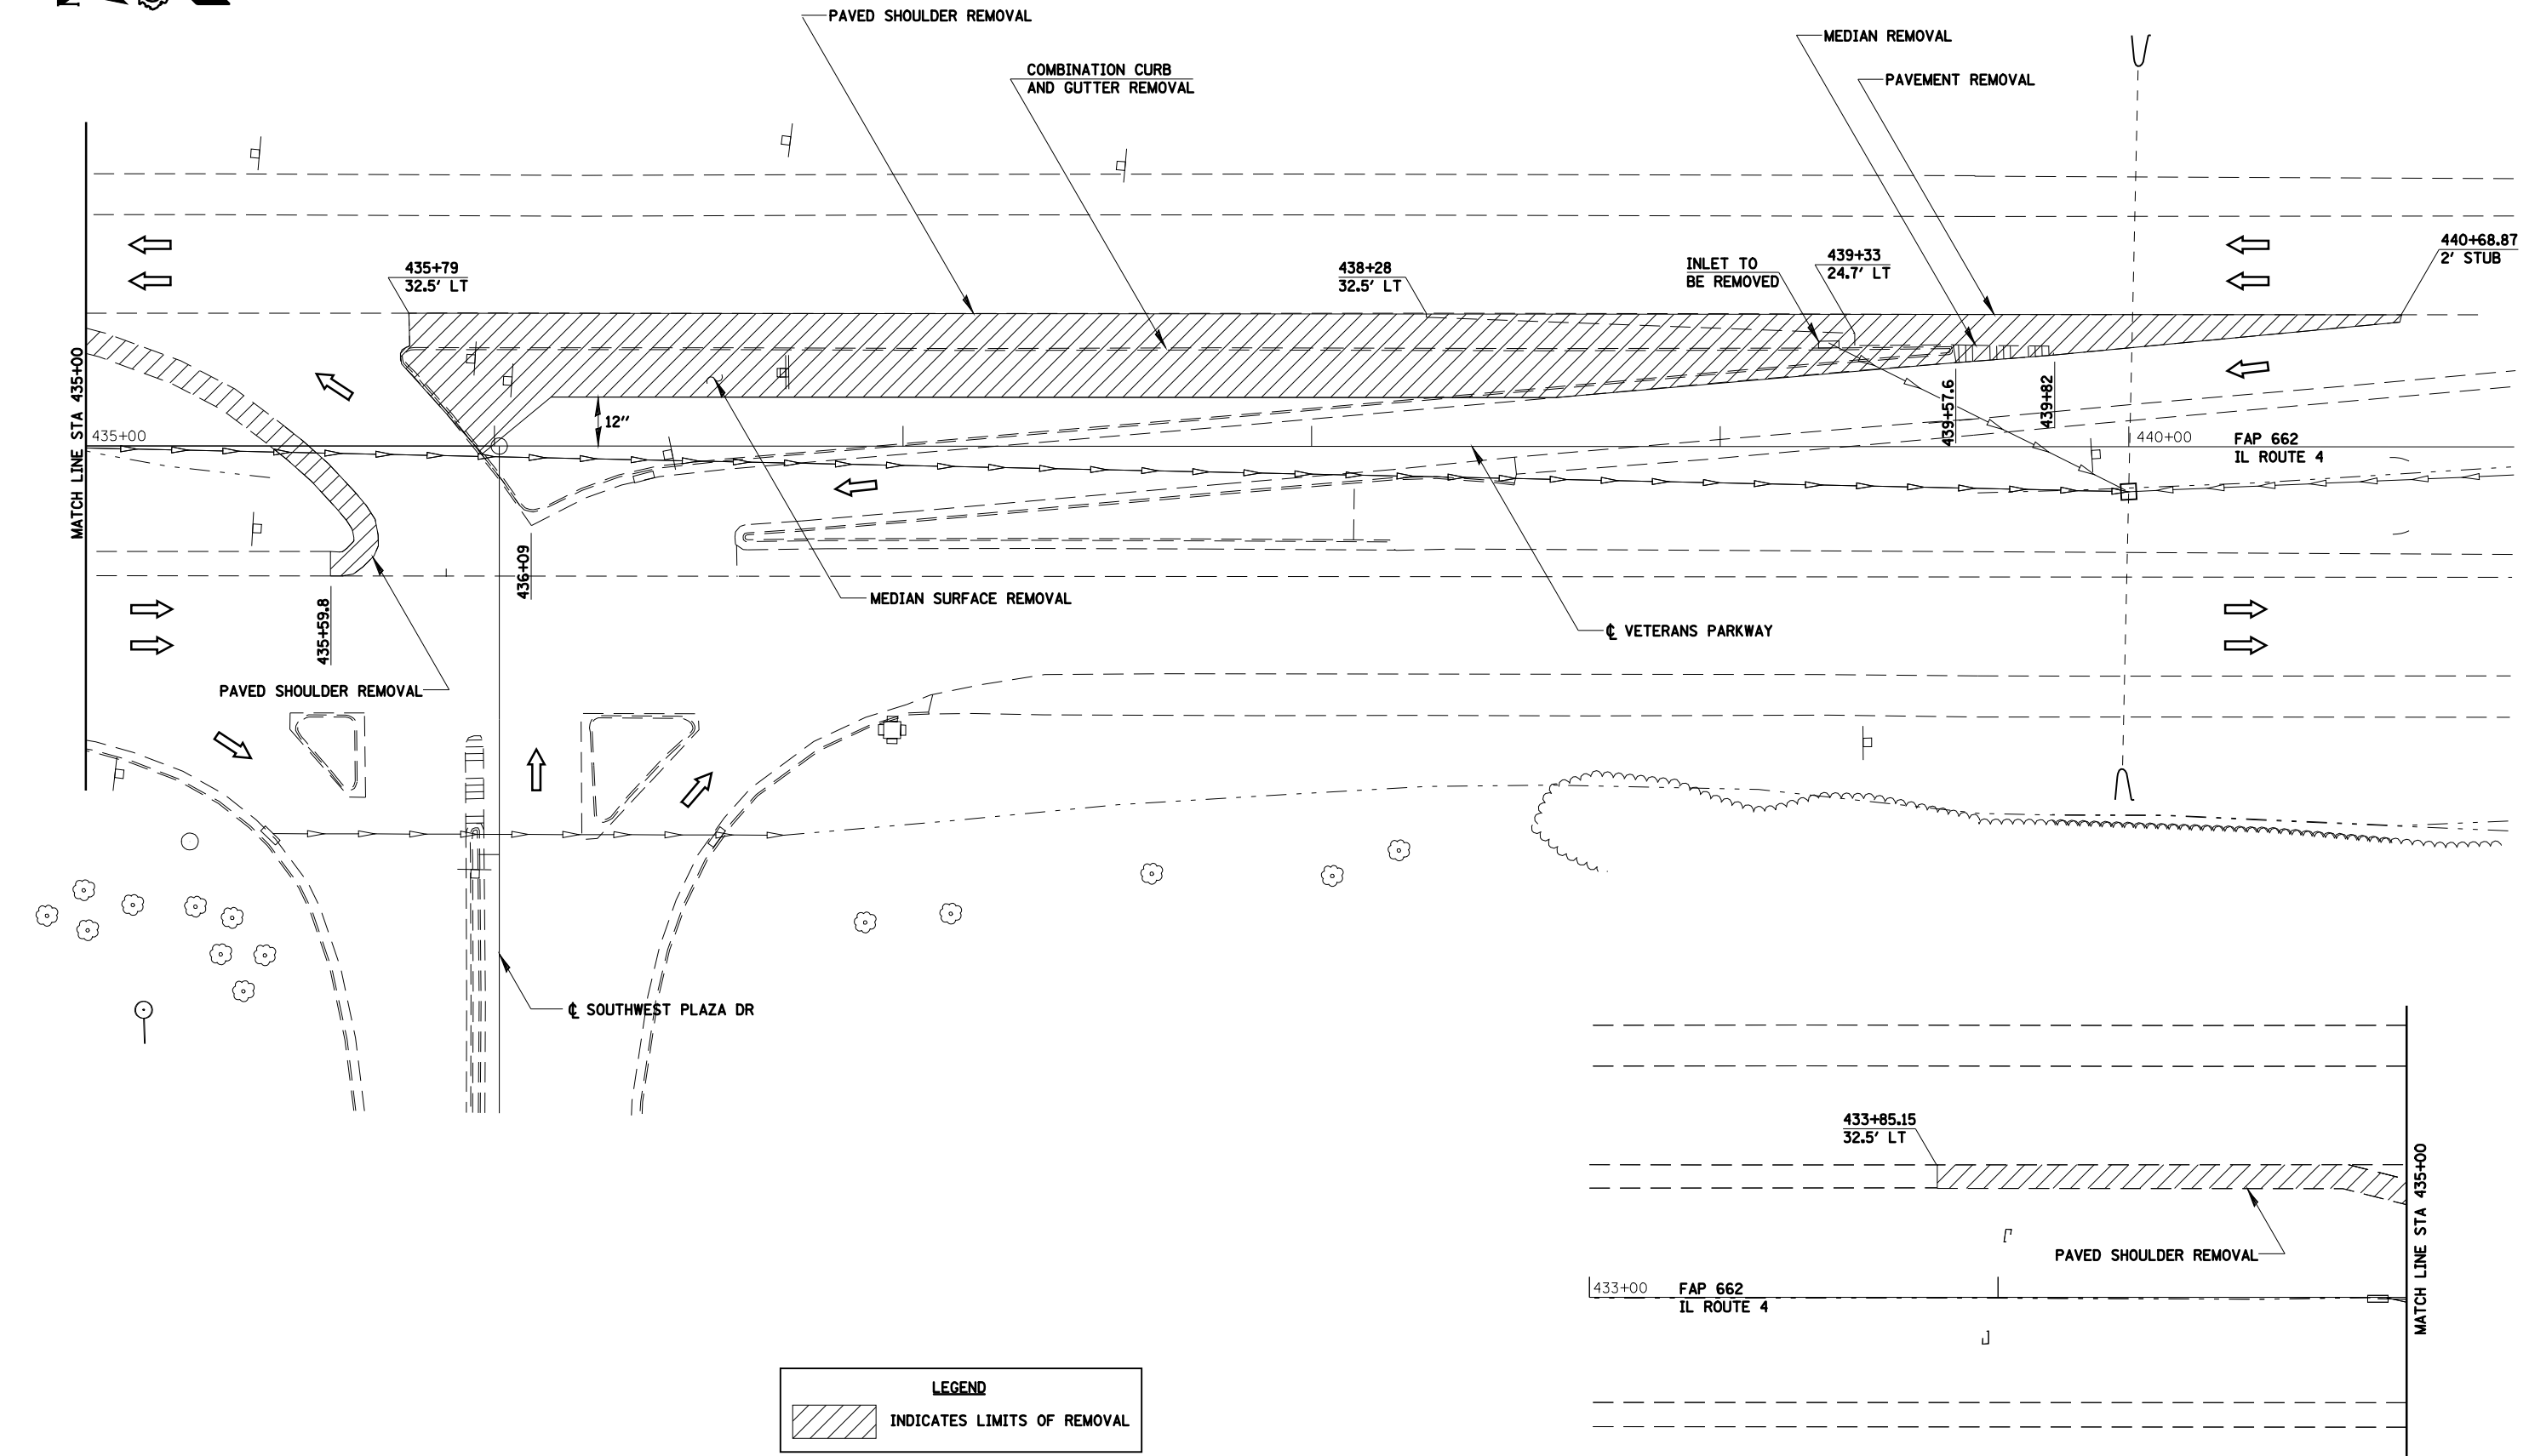 PAVED SHOULDER REMOVAL
MEDIAN REMOVAL
COMBINATION CURB
AND GUTTER REMOVAL
PAVEMENT REMOVAL
440+68.87
2' STUB
435+79
32.5' LT
438+28
32.5' LT
INLET TO
BE REMOVED
439+33
24.7' LT
MATCH LINE STA 435+00
435+00
12"
439+57.6
439+82
440+00
FAP 662
IL ROUTE 4
436+09
435+59.8
MEDIAN SURFACE REMOVAL
℄ VETERANS PARKWAY
PAVED SHOULDER REMOVAL
℄ SOUTHWEST PLAZA DR
433+85.15
32.5' LT
MATCH LINE STA 435+00
PAVED SHOULDER REMOVAL
433+00
FAP 662
IL ROUTE 4
LEGEND
INDICATES LIMITS OF REMOVAL